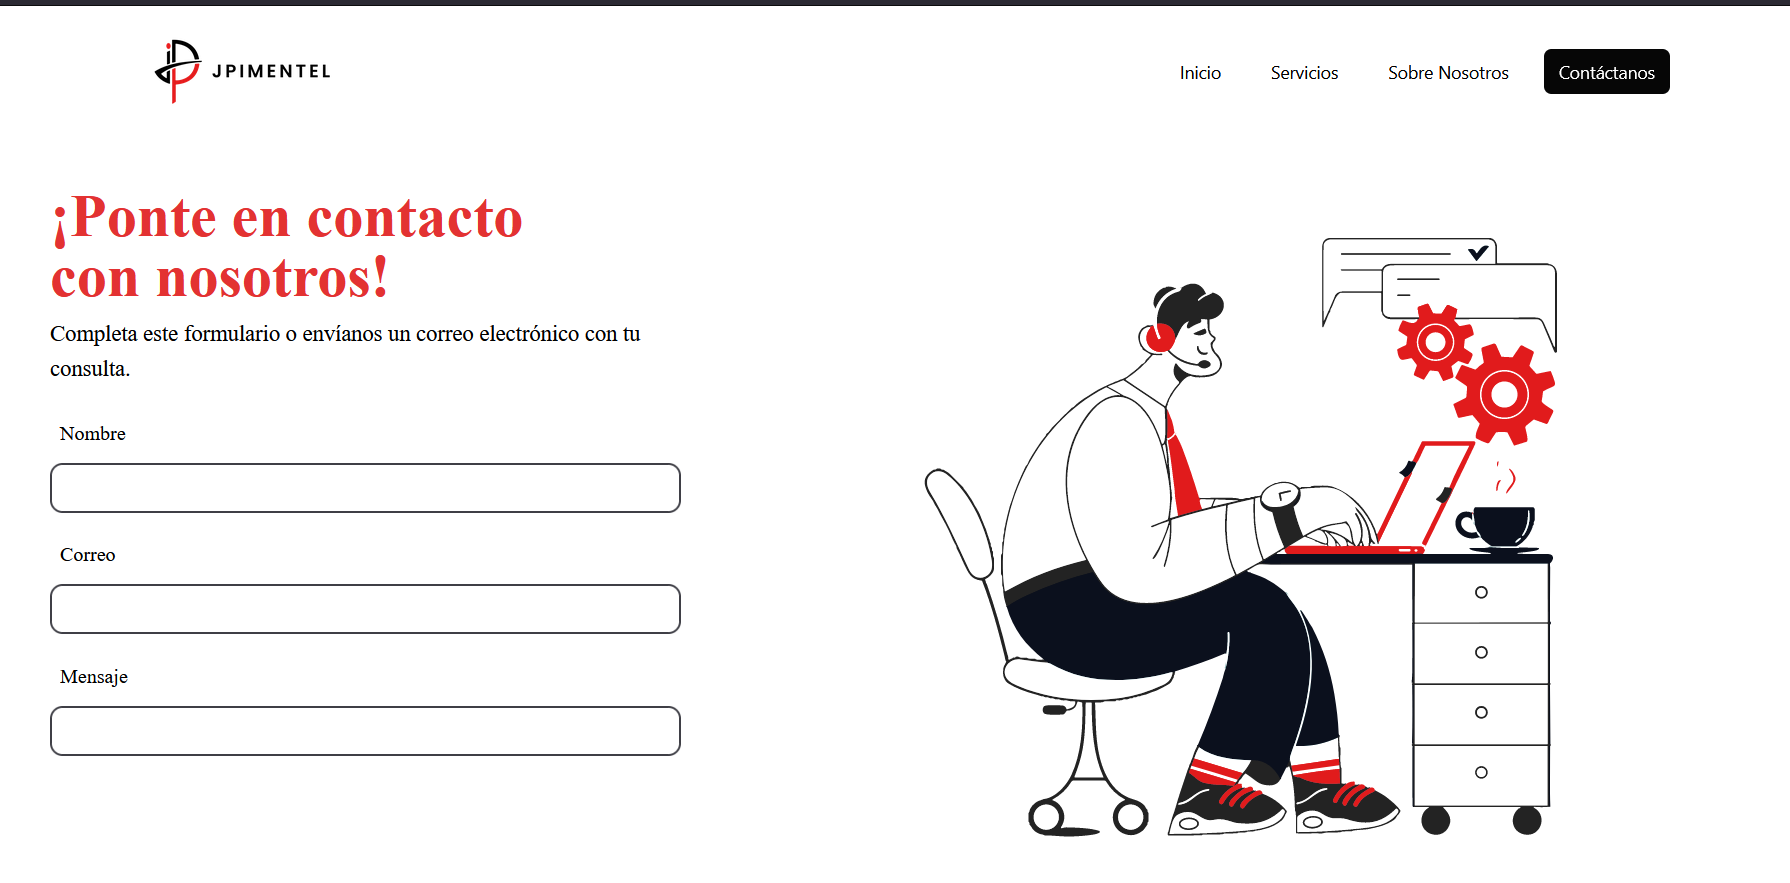 JPIMENTEL
Inicio Servicios Sobre Nosotros Contáctanos
¡Ponte en contacto
con nosotros!
Completa este formulario o envíanos un correo electrónico con tu
consulta.
Nombre
Correo
Mensaje